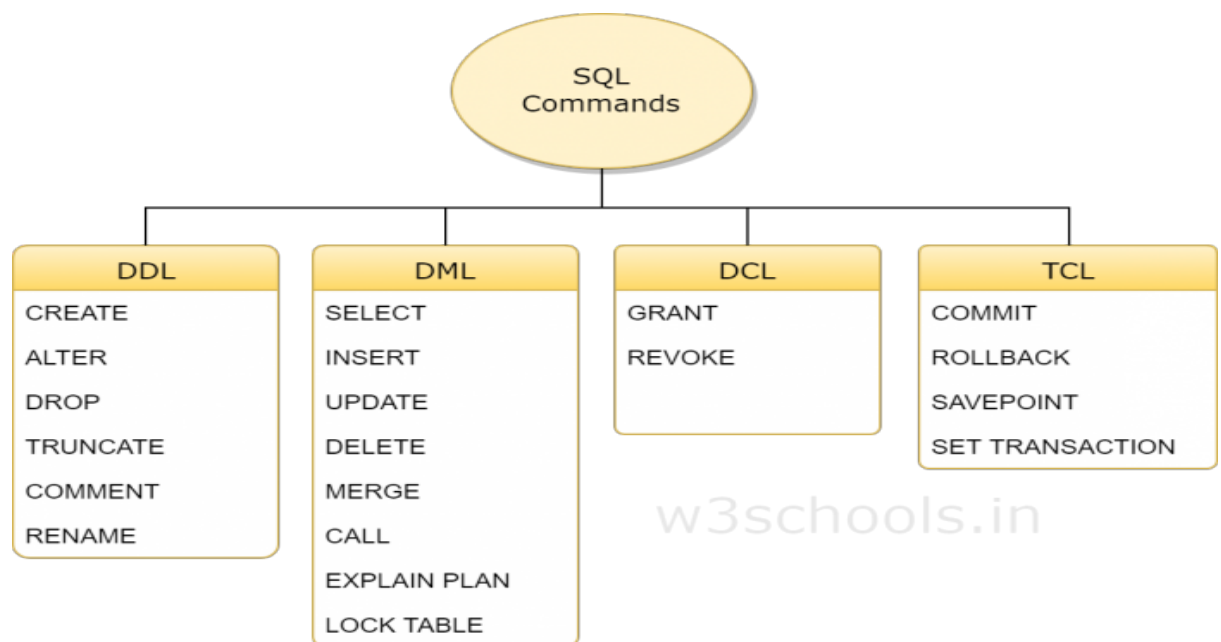 SQL
Commands
DDL
CREATE
ALTER
DROP
TRUNCATE
COMMENT
RENAME
DML
SELECT
INSERT
UPDATE
DELETE
MERGE
CALL
EXPLAIN PLAN
LOCK TABLE
DCL
GRANT
REVOKE
TCL
COMMIT
ROLLBACK
SAVEPOINT
SET TRANSACTION
w3schools.in